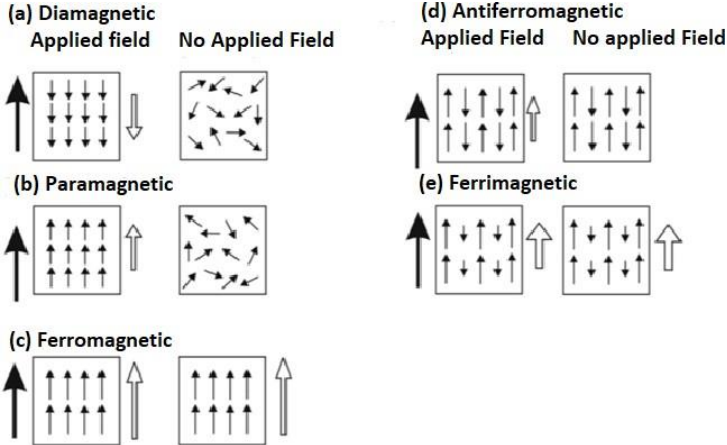 (a) Diamagnetic
Applied field No Applied Field
(b) Paramagnetic
(c) Ferromagnetic
(d) Antiferromagnetic
Applied Field No applied Field
(e) Ferrimagnetic